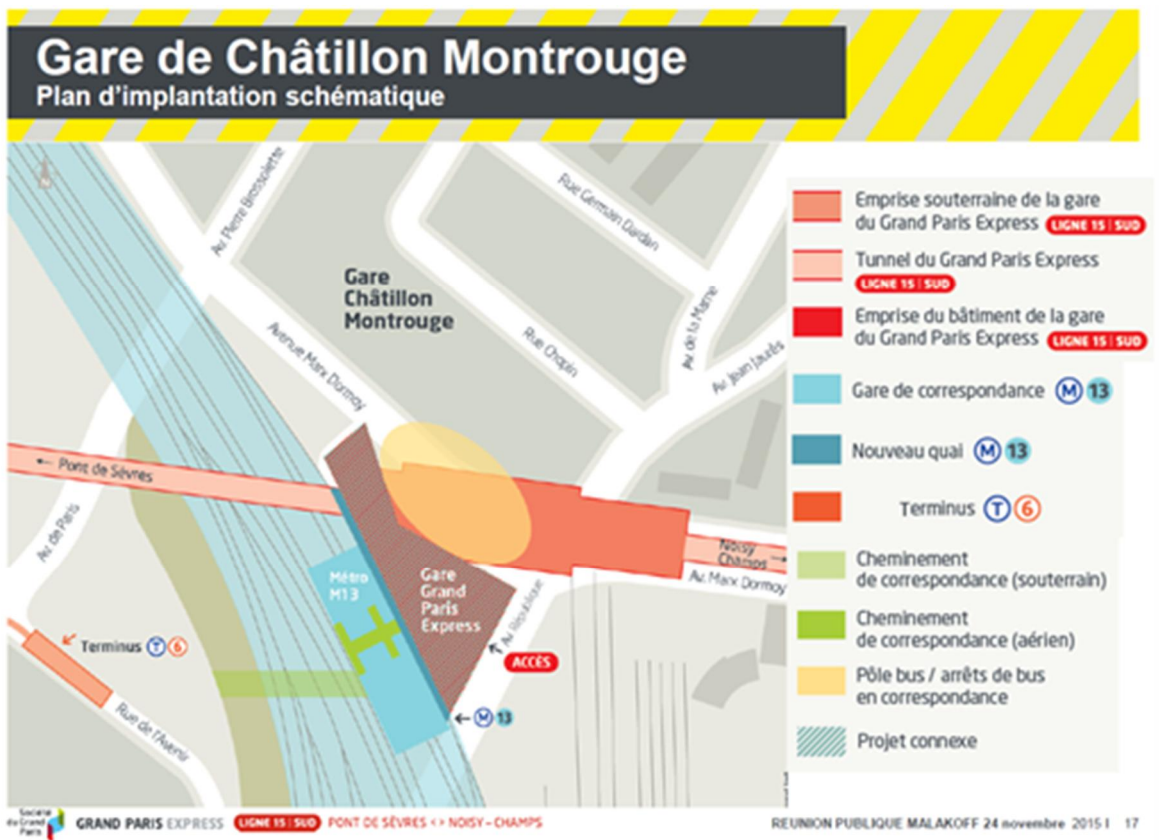 Gare de Châtillon Montrouge
Plan d'implantation schématique
Av. Pierre Brossolette
Rue Germain Dardan
Gare
Châtillon
Montrouge
Avenue Marx Dormoy
Rue Chopin
Av. de la Marne
Av. Jean Jaurès
← Pont de Sèvres
Av. de Paris
Métro
M13
Gare
Grand
Paris
Express
Noisy
Champs →
Av. Marx Dormoy
Av. République
ACCÈS
Terminus T 6
Rue de l'Avenir
← M 13
Emprise souterraine de la gare
du Grand Paris Express LIGNE 15 | SUD
Tunnel du Grand Paris Express
LIGNE 15 | SUD
Emprise du bâtiment de la gare
du Grand Paris Express LIGNE 15 | SUD
Gare de correspondance M 13
Nouveau quai M 13
Terminus T 6
Cheminement
de correspondance (souterrain)
Cheminement
de correspondance (aérien)
Pôle bus / arrêts de bus
en correspondance
Projet connexe
Société
du Grand
Paris
GRAND PARIS EXPRESS LIGNE 15 | SUD PONT DE SÈVRES <> NOISY – CHAMPS
REUNION PUBLIQUE MALAKOFF 24 novembre 2015 I 17